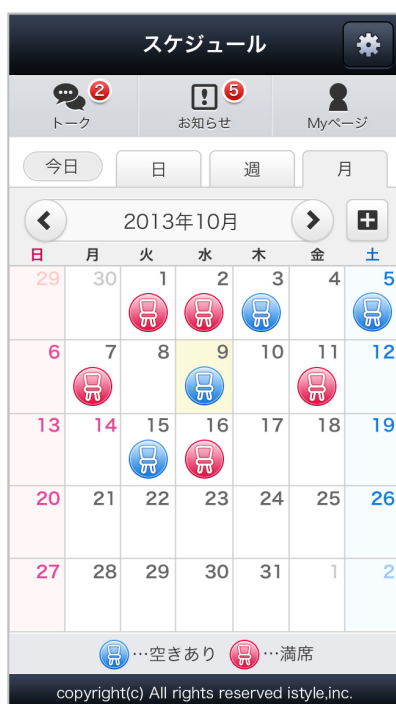 スケジュール
2 5
トーク お知らせ Myページ
今日 日 週 月
2013年10月
日 月 火 水 木 金 土
29 30 1 2 3 4 5
6 7 8 9 10 11 12
13 14 15 16 17 18 19
20 21 22 23 24 25 26
27 28 29 30 31 1 2
…空きあり …満席
copyright(c) All rights reserved istyle,inc.